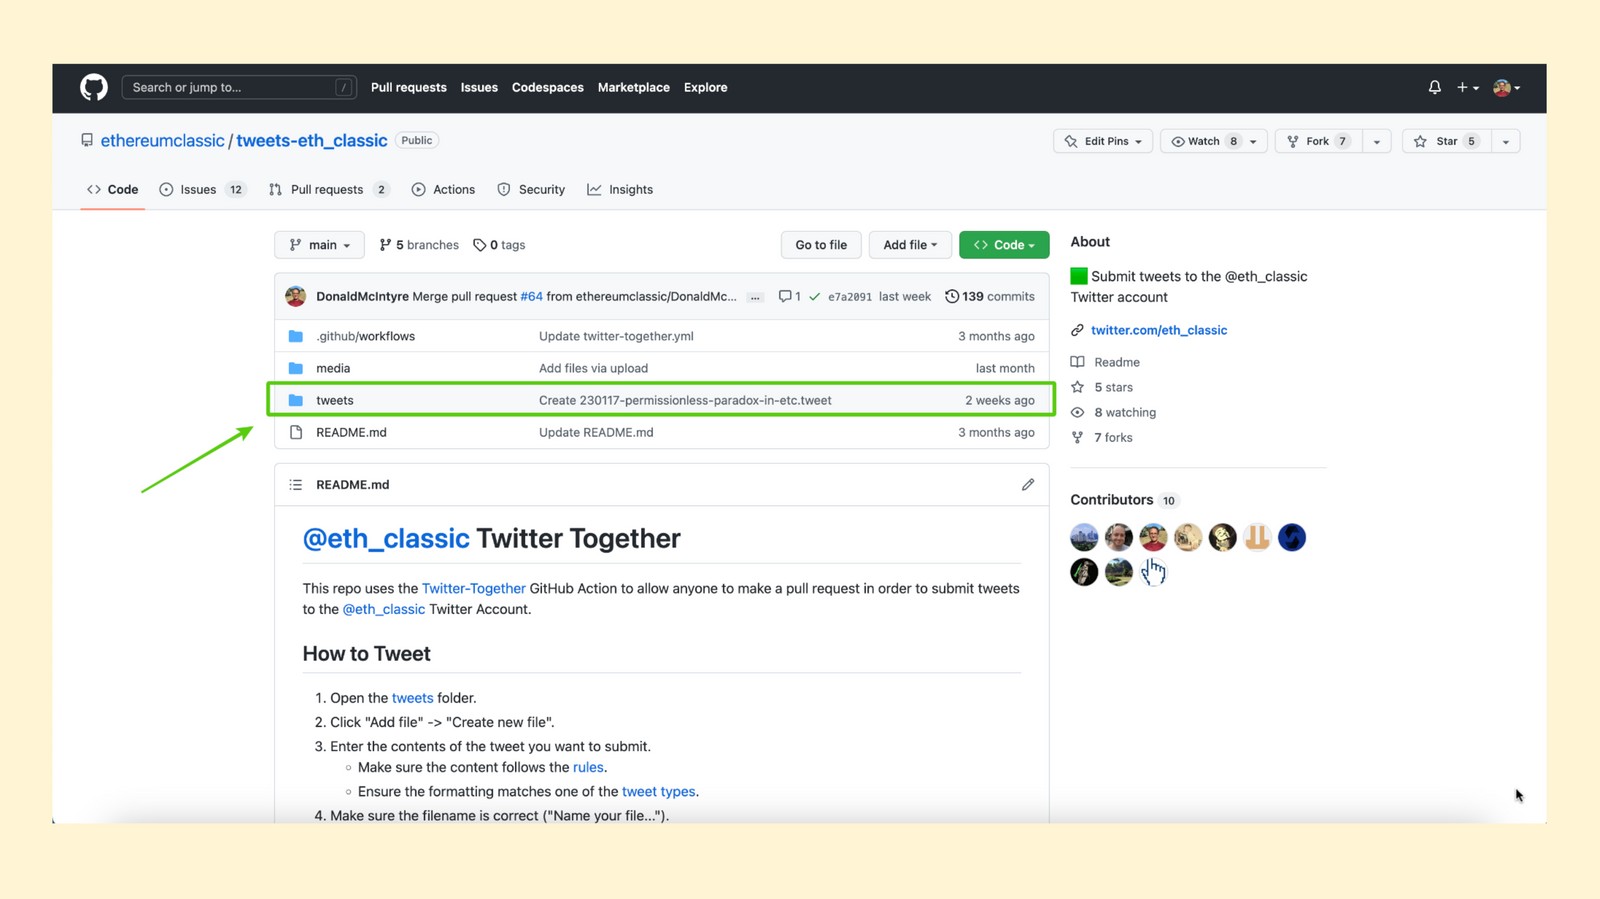 Search or jump to... /
Pull requests Issues Codespaces Marketplace Explore
ethereumclassic / tweets-eth_classic Public
Edit Pins Watch 8 Fork 7 Star 5
Code Issues 12 Pull requests 2 Actions Security Insights
main 5 branches 0 tags Go to file Add file Code
DonaldMcIntyre Merge pull request #64 from ethereumclassic/DonaldMc... ... 1 e7a2091 last week 139 commits
.github/workflows Update twitter-together.yml 3 months ago
media Add files via upload last month
tweets Create 230117-permissionless-paradox-in-etc.tweet 2 weeks ago
README.md Update README.md 3 months ago
README.md
@eth_classic Twitter Together
This repo uses the Twitter-Together GitHub Action to allow anyone to make a pull request in order to submit tweets
to the @eth_classic Twitter Account.
How to Tweet
1. Open the tweets folder.
2. Click "Add file" -> "Create new file".
3. Enter the contents of the tweet you want to submit.
Make sure the content follows the rules.
Ensure the formatting matches one of the tweet types.
4. Make sure the filename is correct ("Name your file...").
About
Submit tweets to the @eth_classic
Twitter account
twitter.com/eth_classic
Readme
5 stars
8 watching
7 forks
Contributors 10